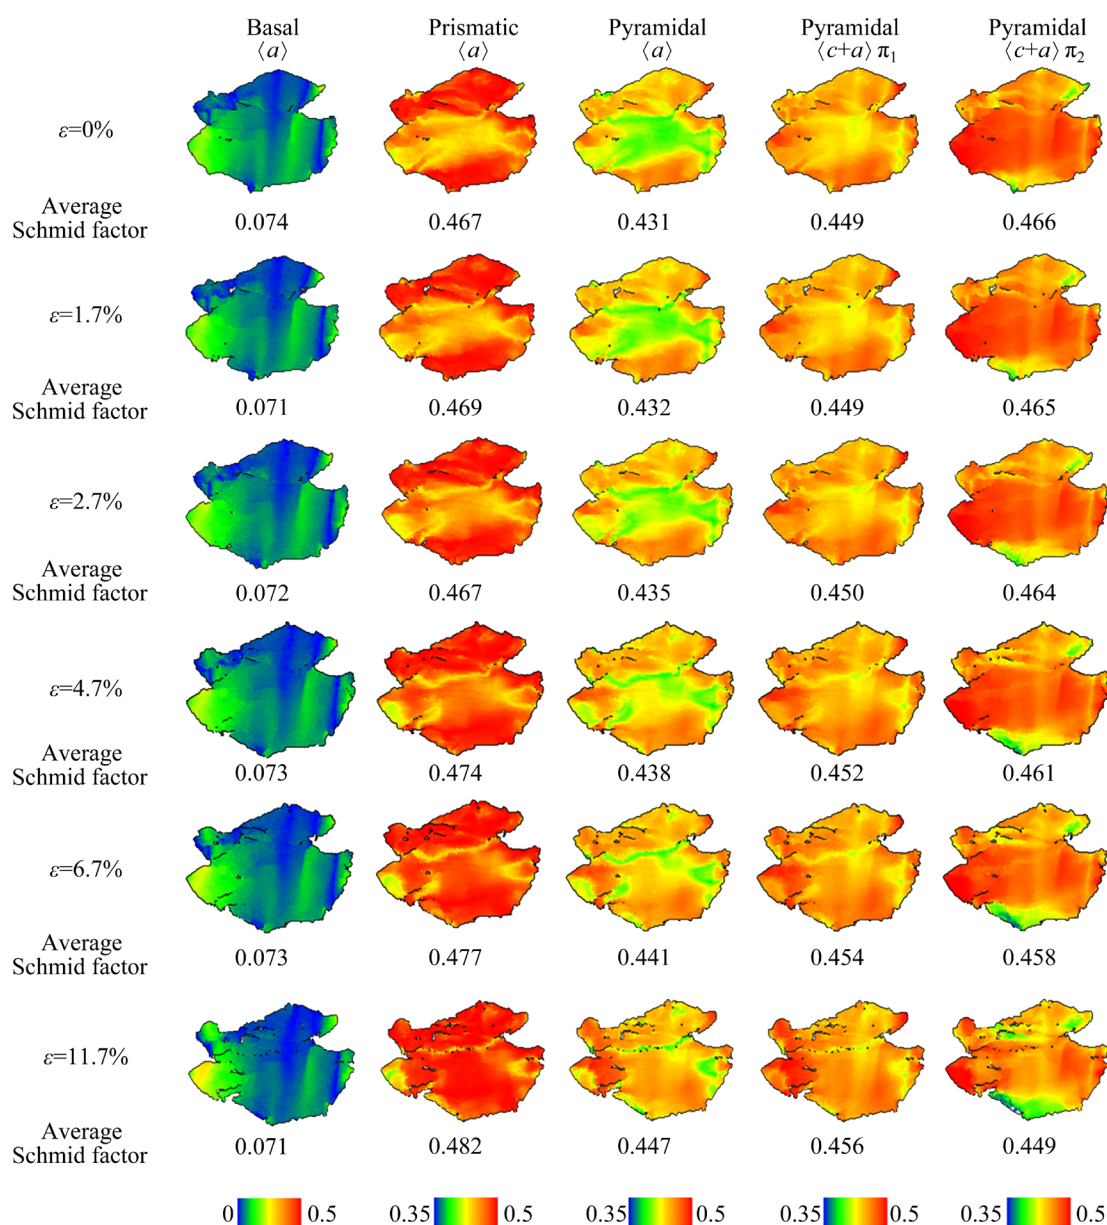 Basal Prismatic Pyramidal Pyramidal Pyramidal
⟨a⟩ ⟨a⟩ ⟨a⟩ ⟨c+a⟩ π₁ ⟨c+a⟩ π₂
ε=0%
Average
Schmid factor 0.074 0.467 0.431 0.449 0.466
ε=1.7%
Average
Schmid factor 0.071 0.469 0.432 0.449 0.465
ε=2.7%
Average
Schmid factor 0.072 0.467 0.435 0.450 0.464
ε=4.7%
Average
Schmid factor 0.073 0.474 0.438 0.452 0.461
ε=6.7%
Average
Schmid factor 0.073 0.477 0.441 0.454 0.458
ε=11.7%
Average
Schmid factor 0.071 0.482 0.447 0.456 0.449
0 0.5 0.35 0.5 0.35 0.5 0.35 0.5 0.35 0.5